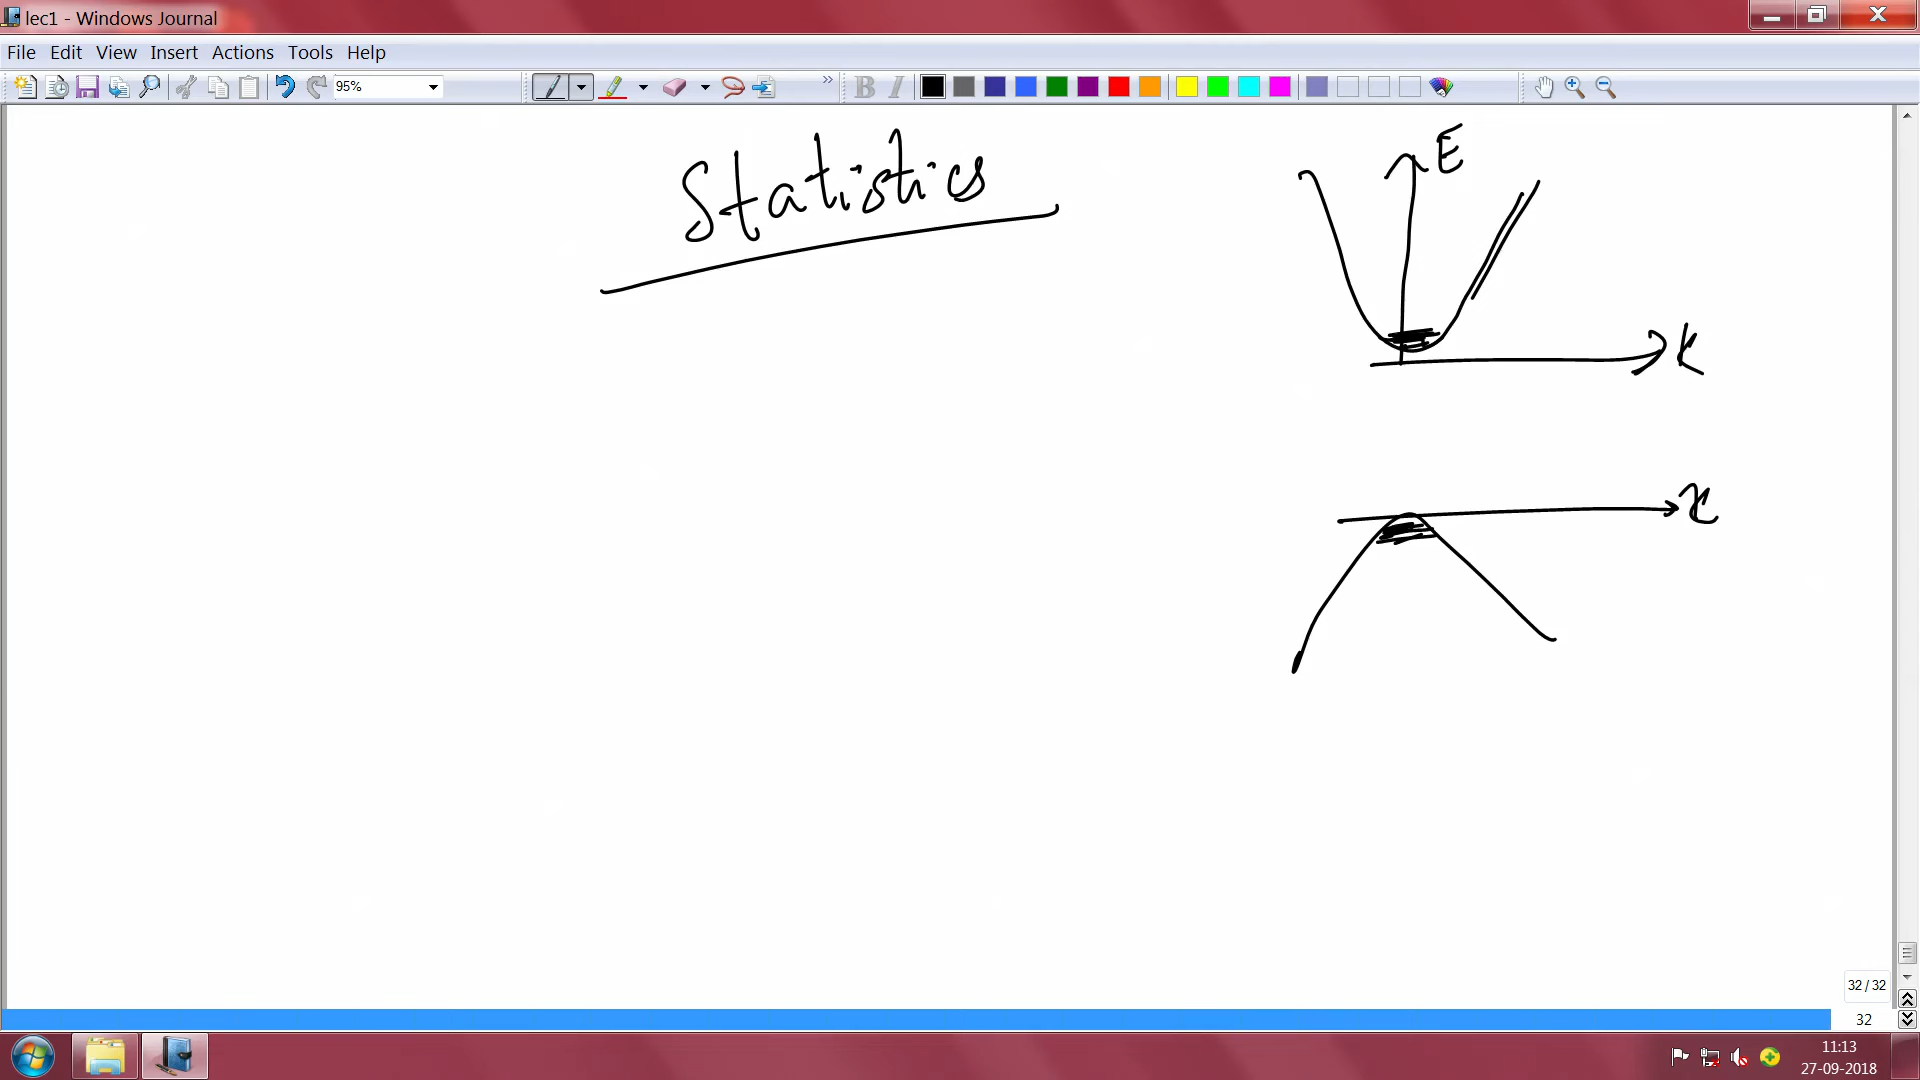 lec1 - Windows Journal
File Edit View Insert Actions Tools Help
95%
B I
Statistics
E
k
x
32 / 32
32
11:13
27-09-2018